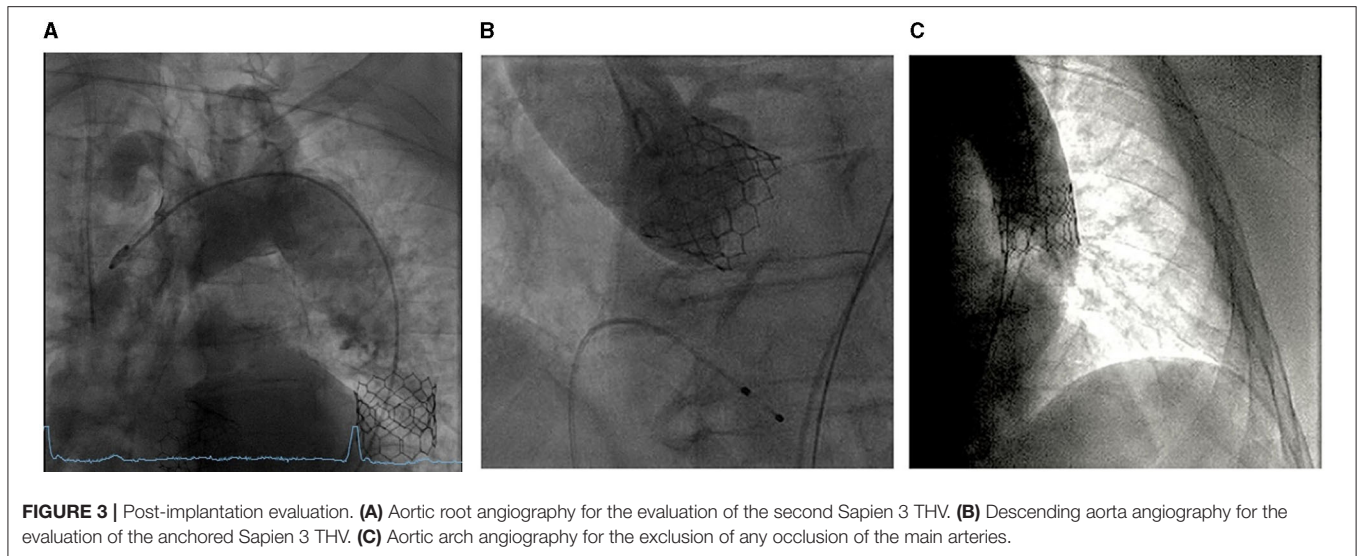 A
B
C
FIGURE 3 | Post-implantation evaluation. (A) Aortic root angiography for the evaluation of the second Sapien 3 THV. (B) Descending aorta angiography for the
evaluation of the anchored Sapien 3 THV. (C) Aortic arch angiography for the exclusion of any occlusion of the main arteries.